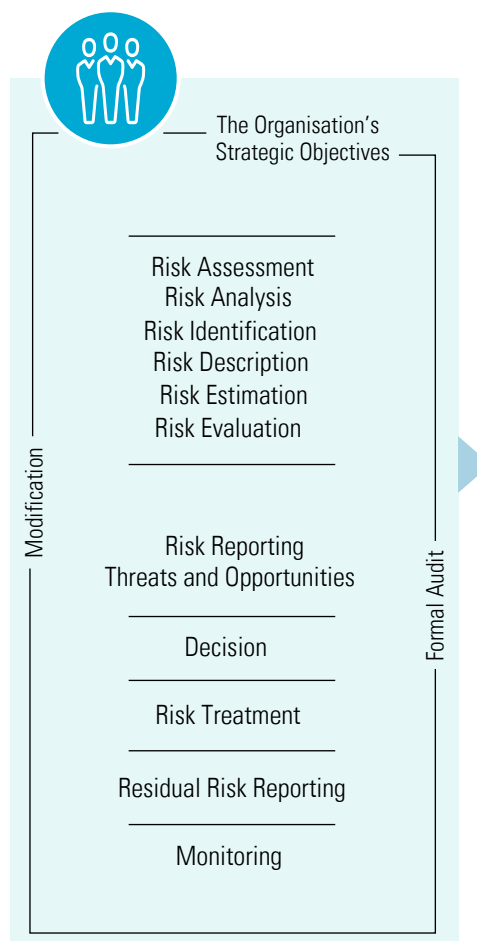 The Organisation's
Strategic Objectives
Risk Assessment
Risk Analysis
Risk Identification
Risk Description
Risk Estimation
Risk Evaluation
Modification
Formal Audit
Risk Reporting
Threats and Opportunities
Decision
Risk Treatment
Residual Risk Reporting
Monitoring